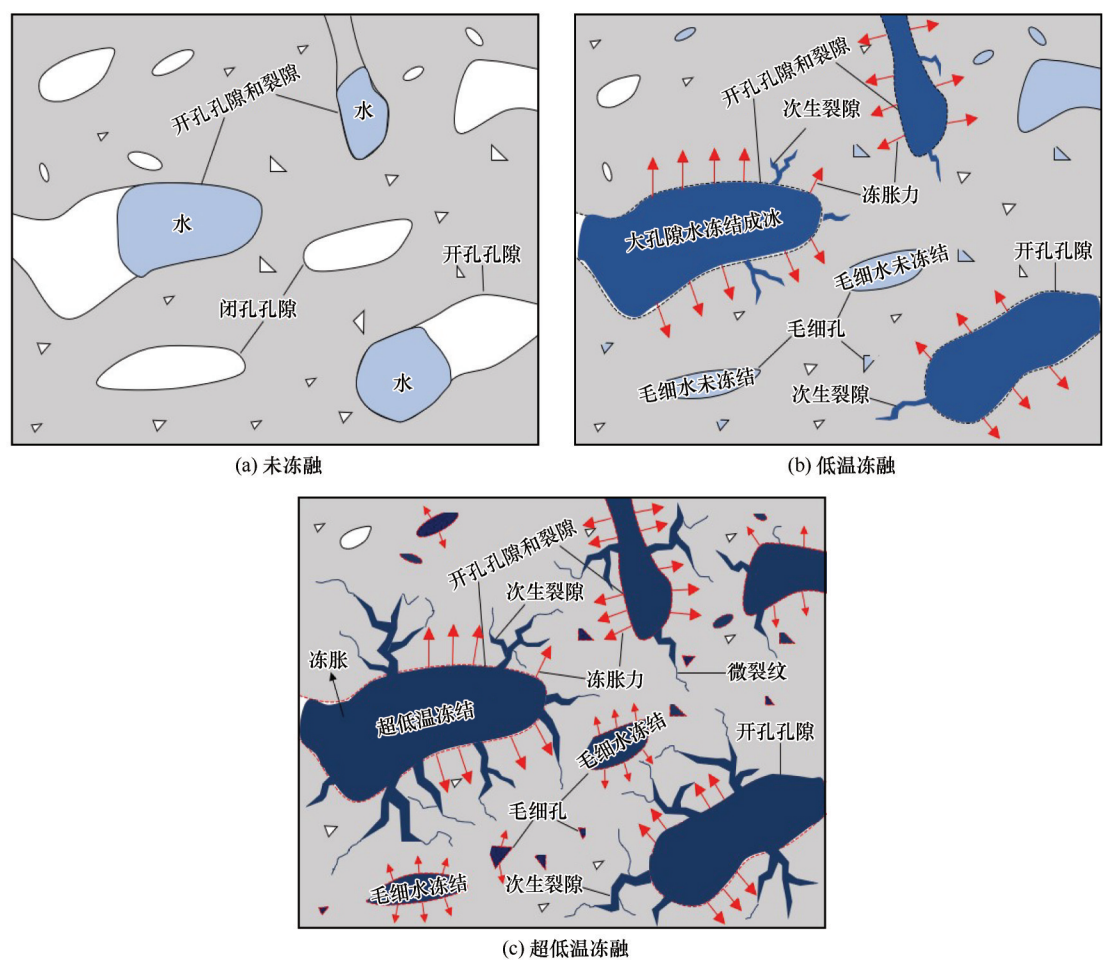 开孔孔隙和裂隙
水
水
开孔孔隙
闭孔孔隙
水
(a) 未冻融
开孔孔隙和裂隙
次生裂隙
冻胀力
大孔隙水冻结成冰
毛细水未冻结
开孔孔隙
毛细孔
毛细水未冻结
次生裂隙
(b) 低温冻融
开孔孔隙和裂隙
次生裂隙
冻胀
冻胀力
微裂纹
超低温冻结
毛细水冻结
开孔孔隙
毛细孔
毛细水冻结
次生裂隙
(c) 超低温冻融